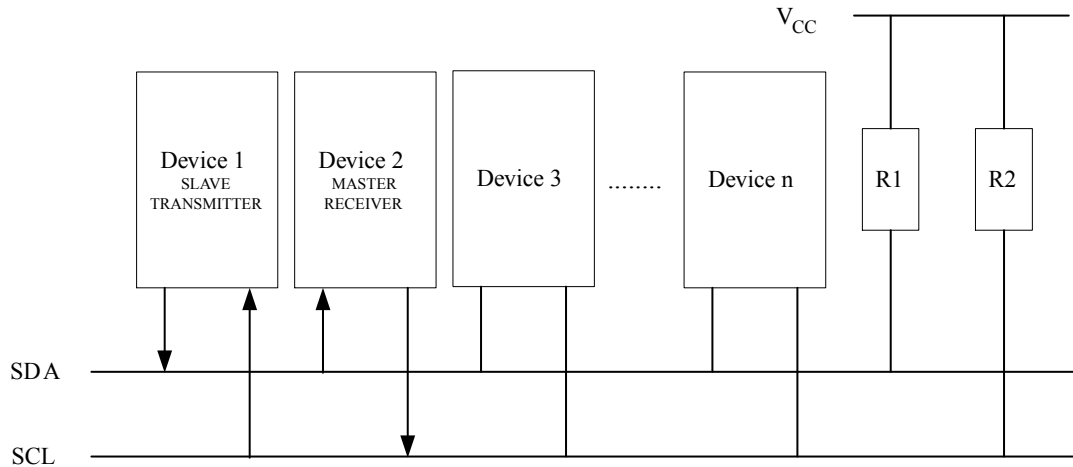 VCC
Device 1
SLAVE
TRANSMITTER
Device 2
MASTER
RECEIVER
Device 3
........
Device n
R1
R2
SDA
SCL